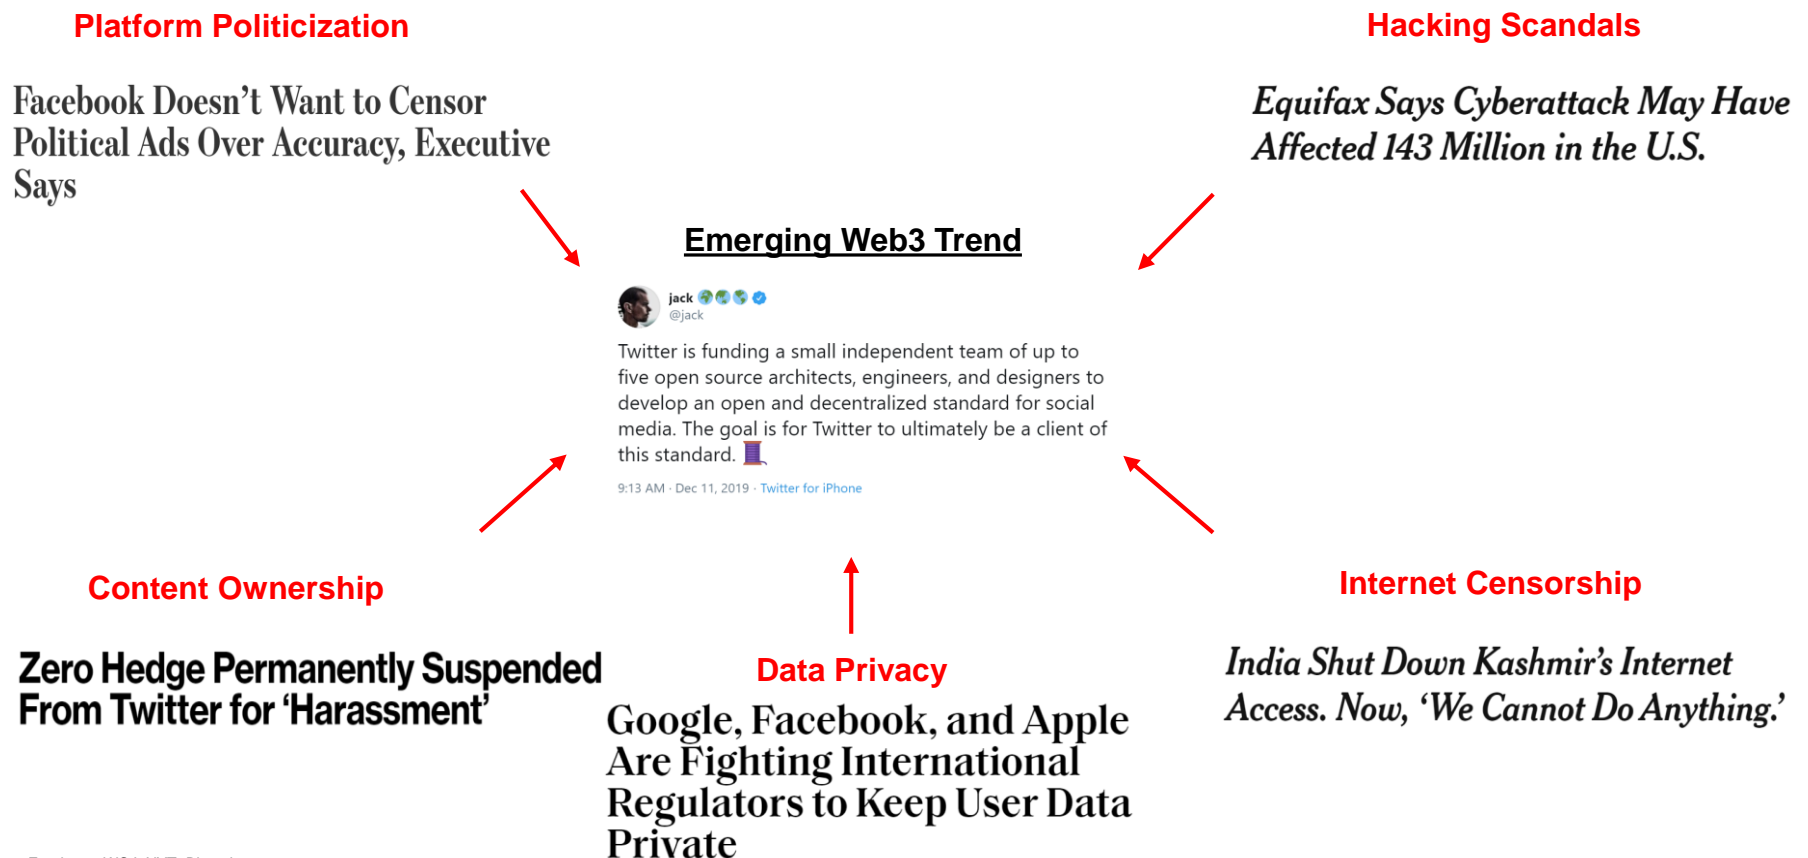 Platform Politicization
Facebook Doesn’t Want to Censor
Political Ads Over Accuracy, Executive
Says
Hacking Scandals
Equifax Says Cyberattack May Have
Affected 143 Million in the U.S.
Emerging Web3 Trend
jack
@jack
Twitter is funding a small independent team of up to
five open source architects, engineers, and designers to
develop an open and decentralized standard for social
media. The goal is for Twitter to ultimately be a client of
this standard.
9:13 AM · Dec 11, 2019 · Twitter for iPhone
Content Ownership
Zero Hedge Permanently Suspended
From Twitter for ‘Harassment’
Data Privacy
Google, Facebook, and Apple
Are Fighting International
Regulators to Keep User Data
Private
Internet Censorship
India Shut Down Kashmir’s Internet
Access. Now, ‘We Cannot Do Anything.’